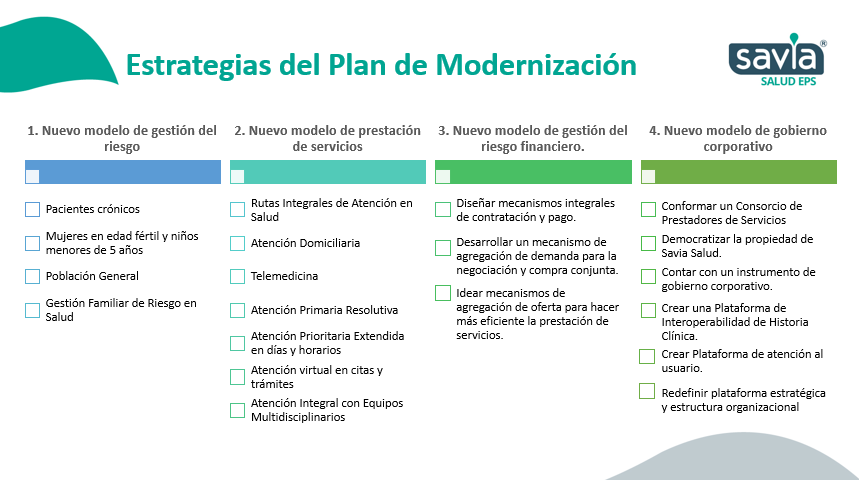 Estrategias del Plan de Modernización
savia®
SALUD EPS
1. Nuevo modelo de gestión del
riesgo
Pacientes crónicos
Mujeres en edad fértil y niños
menores de 5 años
Población General
Gestión Familiar de Riesgo en
Salud
2. Nuevo modelo de prestación
de servicios
Rutas Integrales de Atención en
Salud
Atención Domiciliaria
Telemedicina
Atención Primaria Resolutiva
Atención Prioritaria Extendida
en días y horarios
Atención virtual en citas y
trámites
Atención Integral con Equipos
Multidisciplinarios
3. Nuevo modelo de gestión del
riesgo financiero.
Diseñar mecanismos integrales
de contratación y pago.
Desarrollar un mecanismo de
agregación de demanda para la
negociación y compra conjunta.
Idear mecanismos de
agregación de oferta para hacer
más eficiente la prestación de
servicios.
4. Nuevo modelo de gobierno
corporativo
Conformar un Consorcio de
Prestadores de Servicios
Democratizar la propiedad de
Savia Salud.
Contar con un instrumento de
gobierno corporativo.
Crear una Plataforma de
Interoperabilidad de Historia
Clínica.
Crear Plataforma de atención al
usuario.
Redefinir plataforma estratégica
y estructura organizacional